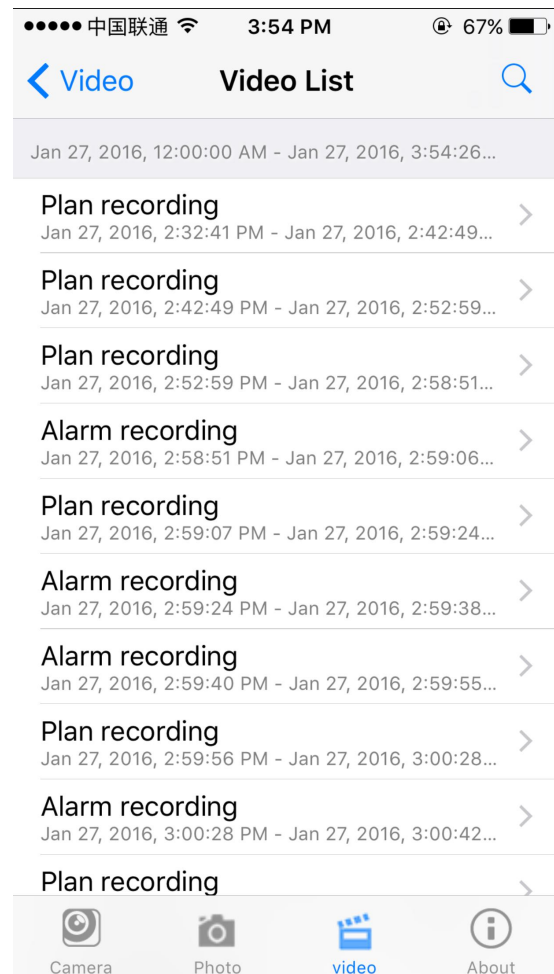 中国联通 3:54 PM 67%
Video Video List
Jan 27, 2016, 12:00:00 AM - Jan 27, 2016, 3:54:26...
Plan recording
Jan 27, 2016, 2:32:41 PM - Jan 27, 2016, 2:42:49...
Plan recording
Jan 27, 2016, 2:42:49 PM - Jan 27, 2016, 2:52:59...
Plan recording
Jan 27, 2016, 2:52:59 PM - Jan 27, 2016, 2:58:51...
Alarm recording
Jan 27, 2016, 2:58:51 PM - Jan 27, 2016, 2:59:06...
Plan recording
Jan 27, 2016, 2:59:07 PM - Jan 27, 2016, 2:59:24...
Alarm recording
Jan 27, 2016, 2:59:24 PM - Jan 27, 2016, 2:59:38...
Alarm recording
Jan 27, 2016, 2:59:40 PM - Jan 27, 2016, 2:59:55...
Plan recording
Jan 27, 2016, 2:59:56 PM - Jan 27, 2016, 3:00:28...
Alarm recording
Jan 27, 2016, 3:00:28 PM - Jan 27, 2016, 3:00:42...
Plan recording
Camera Photo video About